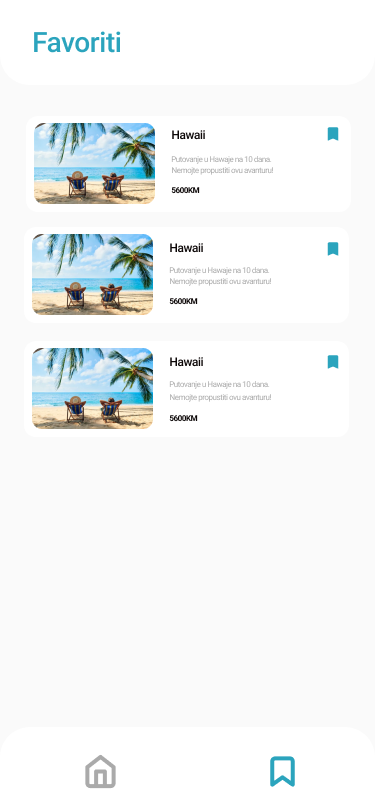 Favoriti
Hawaii
Putovanje u Hawaje na 10 dana.
Nemojte propustiti ovu avanturu!
5600KM
Hawaii
Putovanje u Hawaje na 10 dana.
Nemojte propustiti ovu avanturu!
5600KM
Hawaii
Putovanje u Hawaje na 10 dana.
Nemojte propustiti ovu avanturu!
5600KM